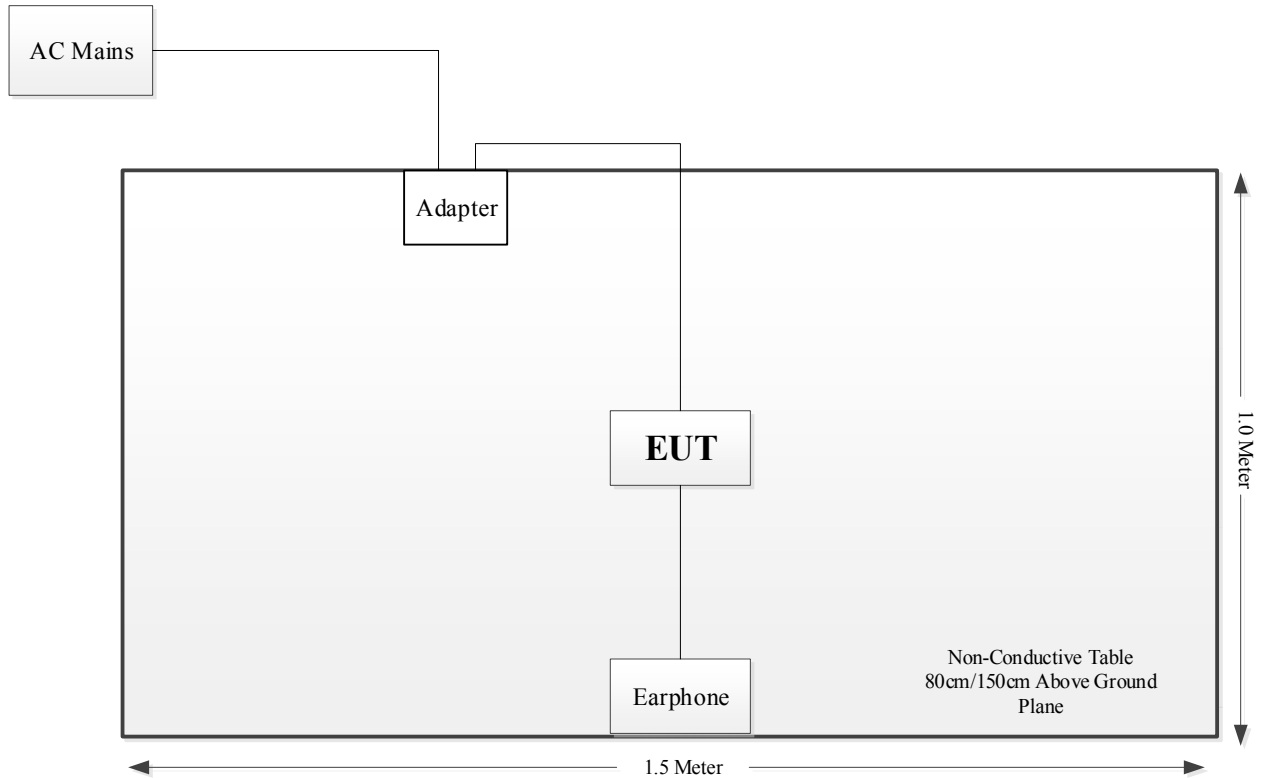 AC Mains
Adapter
EUT
1.0 Meter
Earphone
Non-Conductive Table
80cm/150cm Above Ground
Plane
1.5 Meter